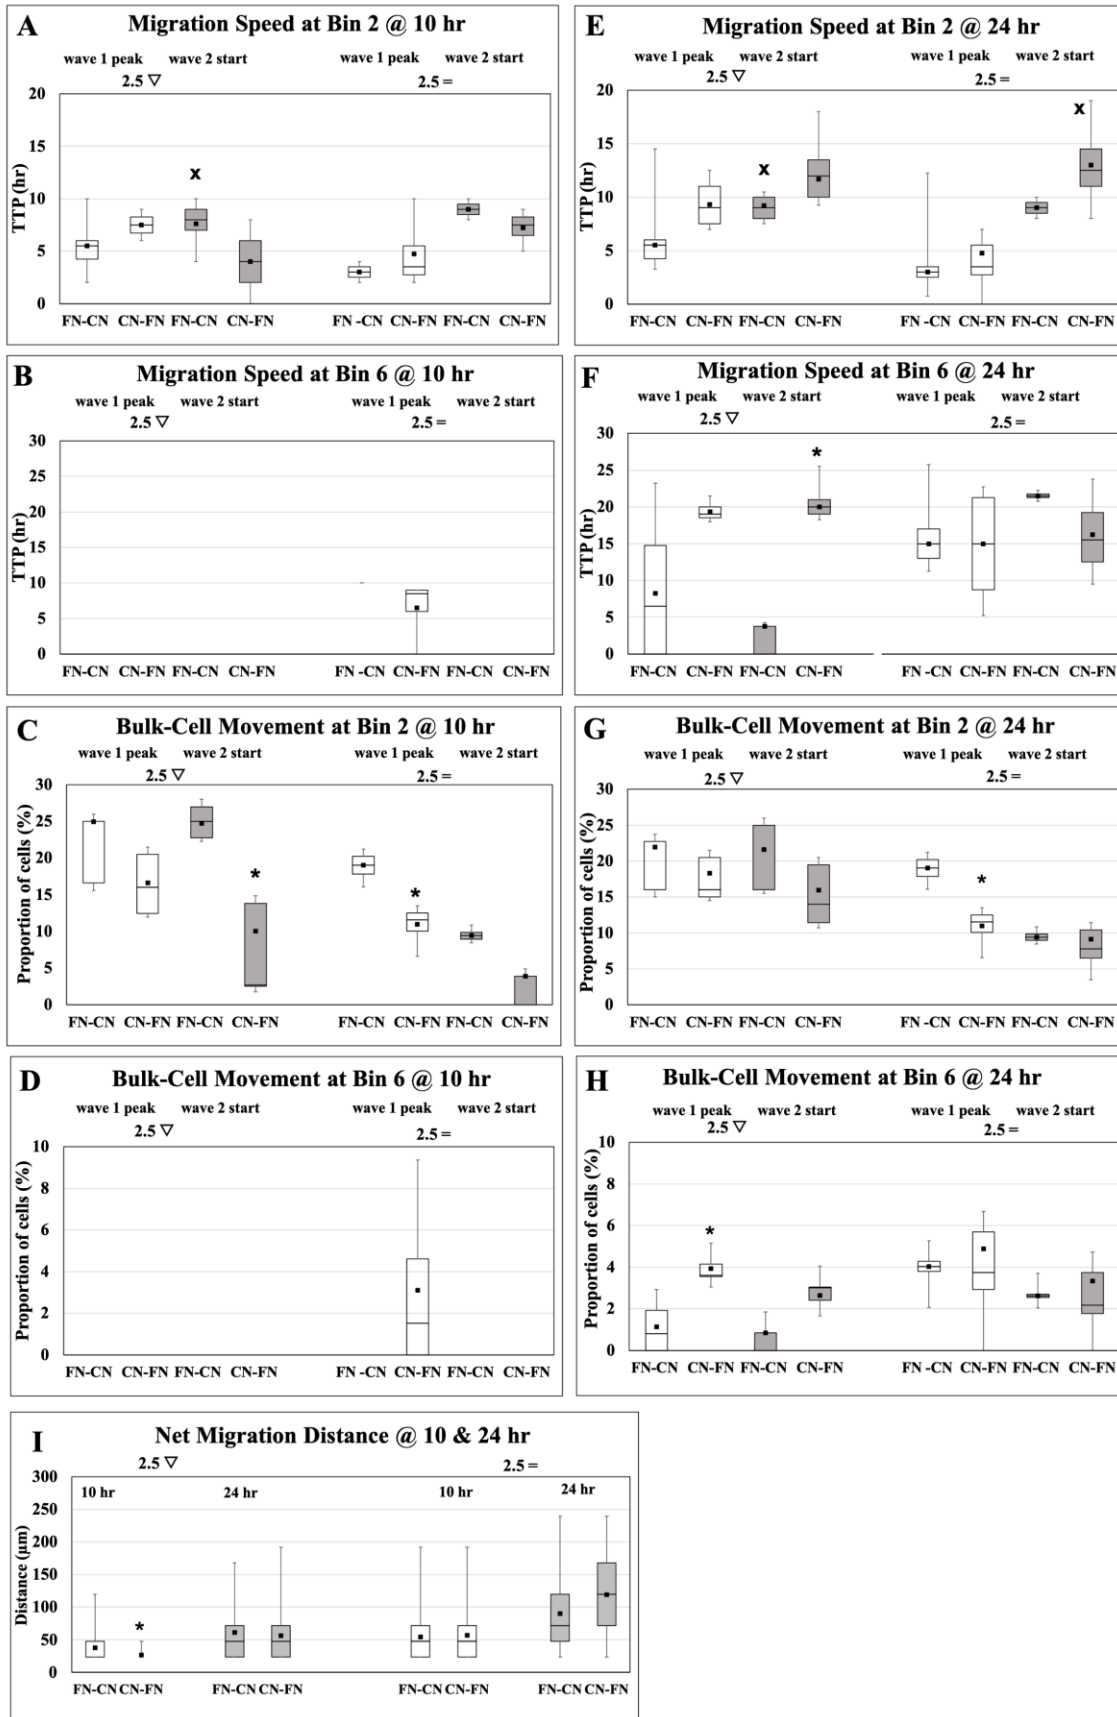 A Migration Speed at Bin 2 @ 10 hr
wave 1 peak wave 2 start wave 1 peak wave 2 start
2.5 ▽ 2.5 =
TTP (hr)
20
15
10
5
0
x
FN-CN CN-FN FN-CN CN-FN FN -CN CN-FN FN-CN CN-FN
E Migration Speed at Bin 2 @ 24 hr
wave 1 peak wave 2 start wave 1 peak wave 2 start
2.5 ▽ 2.5 =
TTP (hr)
20
15
10
5
0
x x
FN-CN CN-FN FN-CN CN-FN FN -CN CN-FN FN-CN CN-FN
B Migration Speed at Bin 6 @ 10 hr
wave 1 peak wave 2 start wave 1 peak wave 2 start
2.5 ▽ 2.5 =
TTP (hr)
30
25
20
15
10
5
0
FN-CN CN-FN FN-CN CN-FN FN -CN CN-FN FN-CN CN-FN
F Migration Speed at Bin 6 @ 24 hr
wave 1 peak wave 2 start wave 1 peak wave 2 start
2.5 ▽ 2.5 =
TTP (hr)
30
25
20
15
10
5
0
*
FN-CN CN-FN FN-CN CN-FN FN -CN CN-FN FN-CN CN-FN
C Bulk-Cell Movement at Bin 2 @ 10 hr
wave 1 peak wave 2 start wave 1 peak wave 2 start
2.5 ▽ 2.5 =
Proportion of cells (%)
30
25
20
15
10
5
0
* *
FN-CN CN-FN FN-CN CN-FN FN -CN CN-FN FN-CN CN-FN
G Bulk-Cell Movement at Bin 2 @ 24 hr
wave 1 peak wave 2 start wave 1 peak wave 2 start
2.5 ▽ 2.5 =
Proportion of cells (%)
30
25
20
15
10
5
0
*
FN-CN CN-FN FN-CN CN-FN FN -CN CN-FN FN-CN CN-FN
D Bulk-Cell Movement at Bin 6 @ 10 hr
wave 1 peak wave 2 start wave 1 peak wave 2 start
2.5 ▽ 2.5 =
Proportion of cells (%)
10
8
6
4
2
0
FN-CN CN-FN FN-CN CN-FN FN -CN CN-FN FN-CN CN-FN
H Bulk-Cell Movement at Bin 6 @ 24 hr
wave 1 peak wave 2 start wave 1 peak wave 2 start
2.5 ▽ 2.5 =
Proportion of cells (%)
10
8
6
4
2
0
*
FN-CN CN-FN FN-CN CN-FN FN -CN CN-FN FN-CN CN-FN
I Net Migration Distance @ 10 & 24 hr
2.5 ▽ 2.5 =
10 hr 24 hr 10 hr 24 hr
Distance (µm)
300
250
200
150
100
50
0
*
FN-CN CN-FN FN-CN CN-FN FN-CN CN-FN FN-CN CN-FN